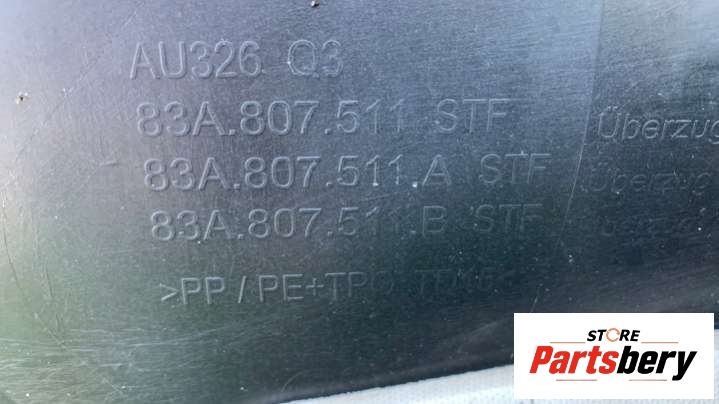 AU326 Q3
83A.807.511 STF Überzug
83A.807.511.A STF Überzug
83A.807.511.B STF
>PP/PE+TPO
STORE
Partsbery